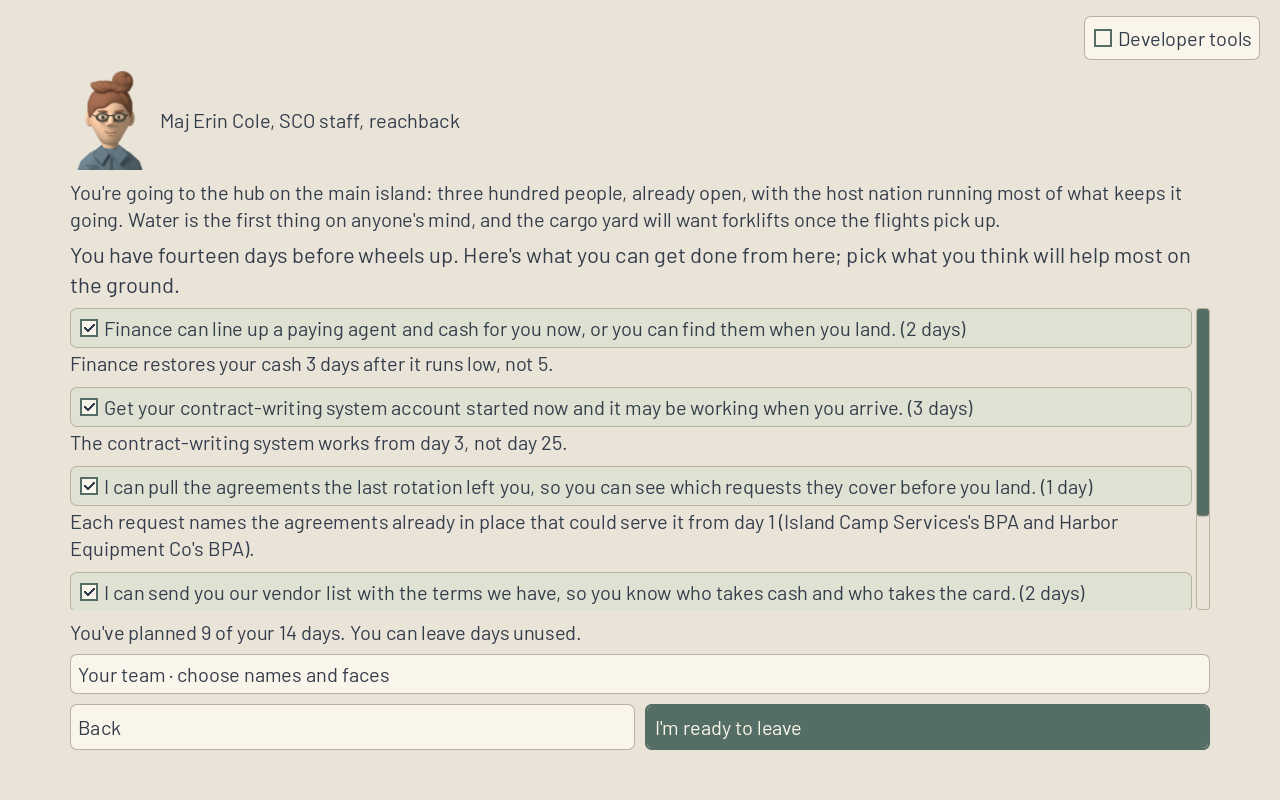 Developer tools
Maj Erin Cole, SCO staff, reachback
You're going to the hub on the main island: three hundred people, already open, with the host nation running most of what keeps it
going. Water is the first thing on anyone's mind, and the cargo yard will want forklifts once the flights pick up.
You have fourteen days before wheels up. Here's what you can get done from here; pick what you think will help most on
the ground.
Finance can line up a paying agent and cash for you now, or you can find them when you land. (2 days)
Finance restores your cash 3 days after it runs low, not 5.
Get your contract-writing system account started now and it may be working when you arrive. (3 days)
The contract-writing system works from day 3, not day 25.
I can pull the agreements the last rotation left you, so you can see which requests they cover before you land. (1 day)
Each request names the agreements already in place that could serve it from day 1 (Island Camp Services's BPA and Harbor
Equipment Co's BPA).
I can send you our vendor list with the terms we have, so you know who takes cash and who takes the card. (2 days)
You've planned 9 of your 14 days. You can leave days unused.
Your team · choose names and faces
Back
I'm ready to leave